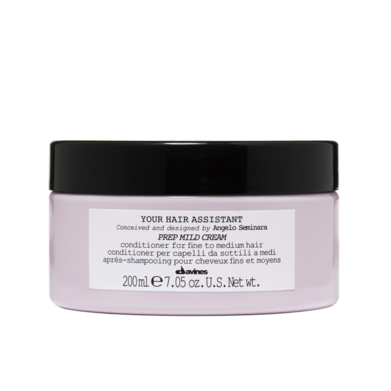 YOUR HAIR ASSISTANT
Conceived and designed by Angelo Seminara
PREP MILD CREAM
conditioner for fine to medium hair
conditioner per capelli da sottili a medi
après-shampooing pour cheveux fins et moyens
davines
200ml ℮ 7.05 oz. U.S. Net wt.